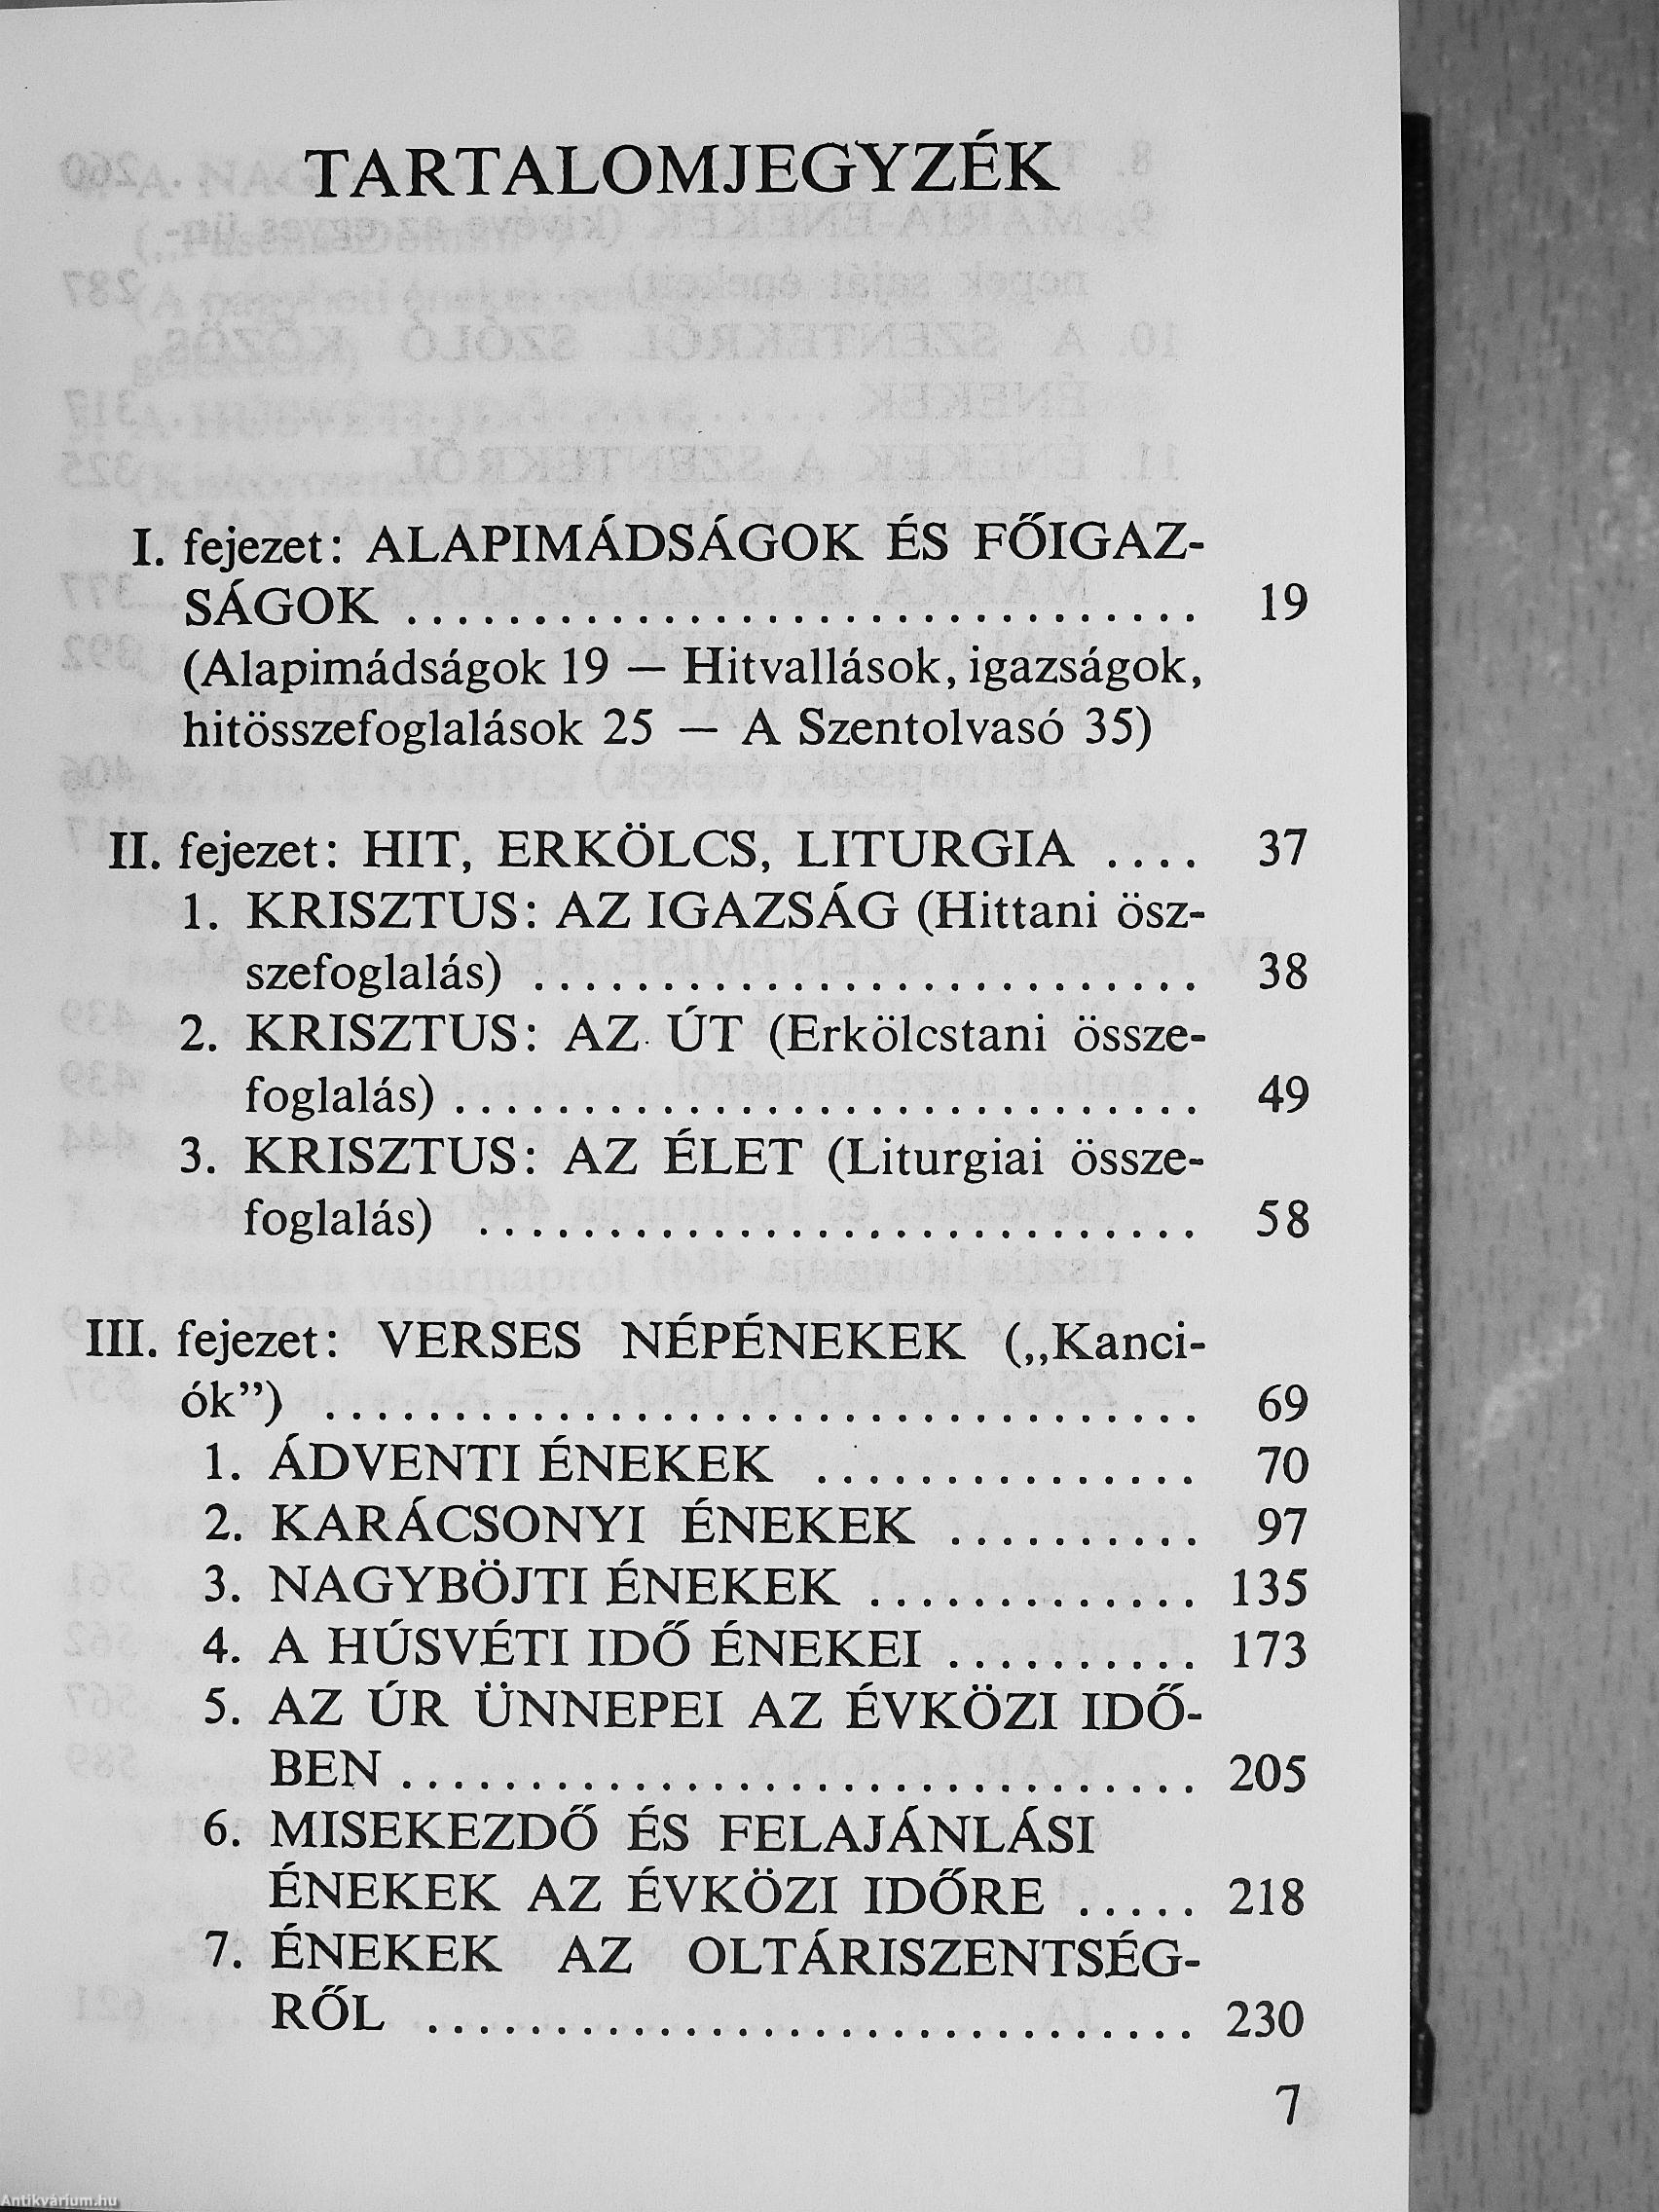 TARTALOMJEGYZÉK
I. fejezet: ALAPIMÁDSÁGOK ÉS FŐIGAZ-
SÁGOK .............................. 19
(Alapimádságok 19 — Hitvallások, igazságok,
hitösszefoglalások 25 — A Szentolvasó 35)
II. fejezet: HIT, ERKÖLCS, LITURGIA .... 37
1. KRISZTUS: AZ IGAZSÁG (Hittani ösz-
szefoglalás) .......................... 38
2. KRISZTUS: AZ ÚT (Erkölcstani össze-
foglalás) ............................. 49
3. KRISZTUS: AZ ÉLET (Liturgiai össze-
foglalás) ............................ 58
III. fejezet: VERSES NÉPÉNEKEK („Kanci-
ók”) .................................. 69
1. ÁDVENTI ÉNEKEK ............... 70
2. KARÁCSONYI ÉNEKEK .......... 97
3. NAGYBÖJTI ÉNEKEK ............. 135
4. A HÚSVÉTI IDŐ ÉNEKEI .......... 173
5. AZ ÚR ÜNNEPEI AZ ÉVKÖZI IDŐ-
BEN ............................... 205
6. MISEKEZDŐ ÉS FELAJÁNLÁSI
ÉNEKEK AZ ÉVKÖZI IDŐRE ..... 218
7. ÉNEKEK AZ OLTÁRISZENTSÉG-
RŐL .............................. 230
7
Antikvárium.hu